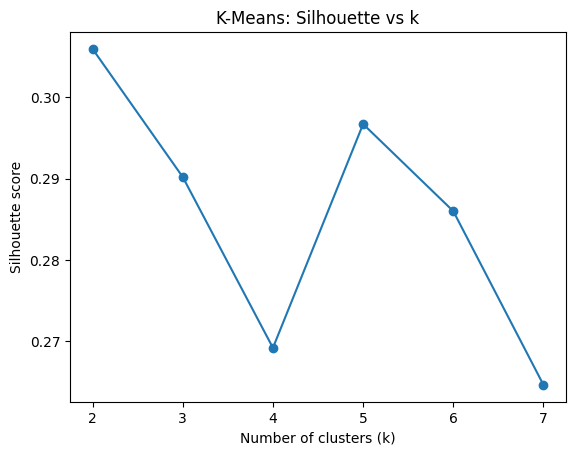 K-Means: Silhouette vs k
0.30
0.29
0.28
0.27
Silhouette score
2 3 4 5 6 7
Number of clusters (k)